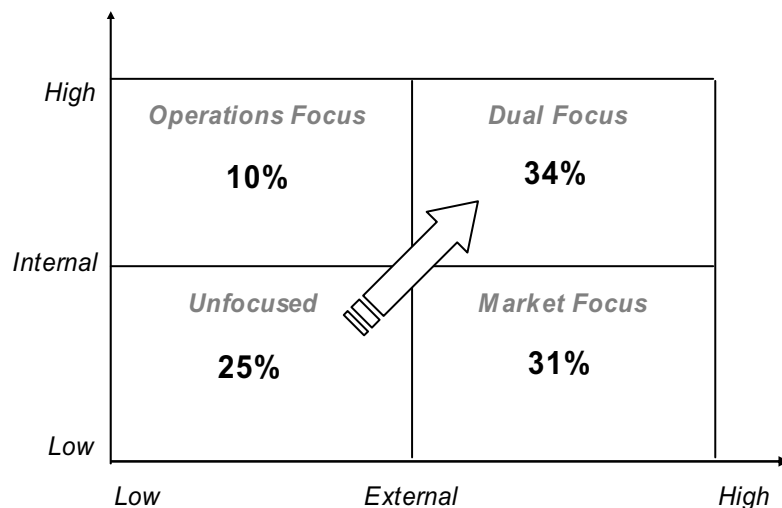 High
Operations Focus
Dual Focus
10%
34%
Internal
Unfocused
Market Focus
25%
31%
Low
Low
External
High